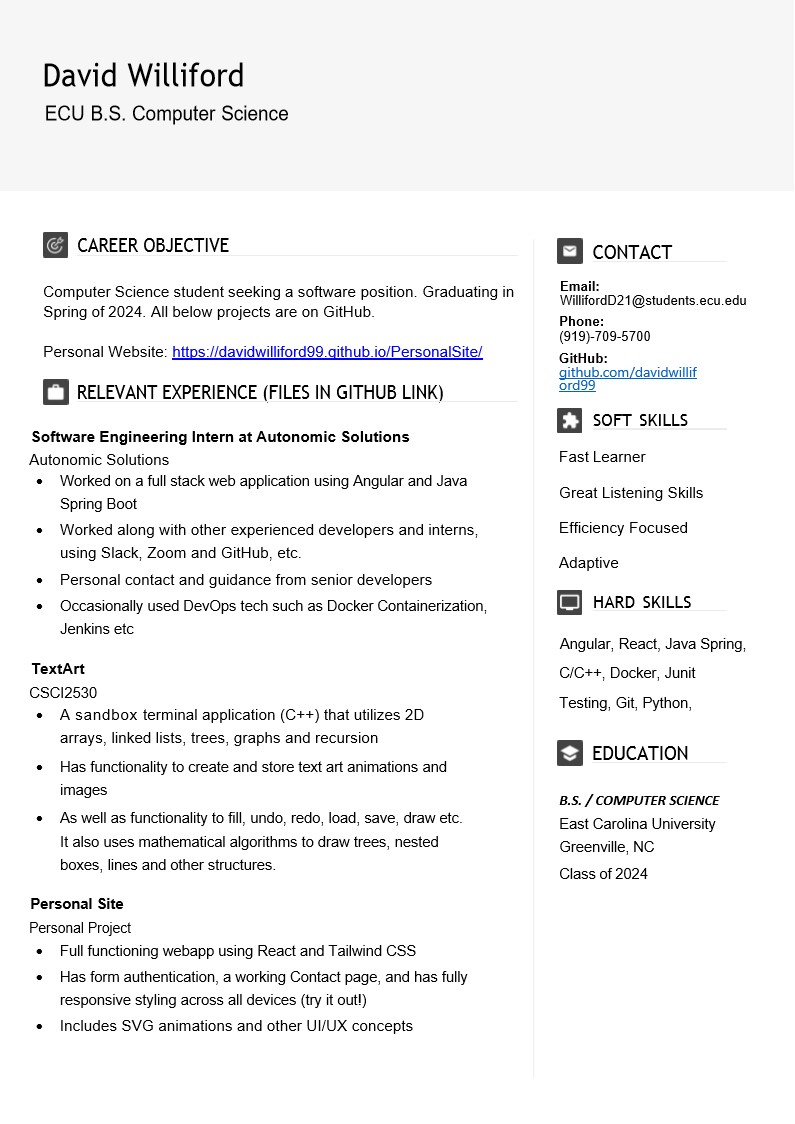 David Williford
ECU B.S. Computer Science
CAREER OBJECTIVE
Computer Science student seeking a software position. Graduating in
Spring of 2024. All below projects are on GitHub.
Personal Website: https://davidwilliford99.github.io/PersonalSite/
RELEVANT EXPERIENCE (FILES IN GITHUB LINK)
Software Engineering Intern at Autonomic Solutions
Autonomic Solutions
• Worked on a full stack web application using Angular and Java
Spring Boot
• Worked along with other experienced developers and interns,
using Slack, Zoom and GitHub, etc.
• Personal contact and guidance from senior developers
• Occasionally used DevOps tech such as Docker Containerization,
Jenkins etc
TextArt
CSCI2530
• A sandbox terminal application (C++) that utilizes 2D
arrays, linked lists, trees, graphs and recursion
• Has functionality to create and store text art animations and
images
• As well as functionality to fill, undo, redo, load, save, draw etc.
It also uses mathematical algorithms to draw trees, nested
boxes, lines and other structures.
Personal Site
Personal Project
• Full functioning webapp using React and Tailwind CSS
• Has form authentication, a working Contact page, and has fully
responsive styling across all devices (try it out!)
• Includes SVG animations and other UI/UX concepts
CONTACT
Email:
WillifordD21@students.ecu.edu
Phone:
(919)-709-5700
GitHub:
github.com/davidwillif
ord99
SOFT SKILLS
Fast Learner
Great Listening Skills
Efficiency Focused
Adaptive
HARD SKILLS
Angular, React, Java Spring,
C/C++, Docker, Junit
Testing, Git, Python,
EDUCATION
B.S. / COMPUTER SCIENCE
East Carolina University
Greenville, NC
Class of 2024